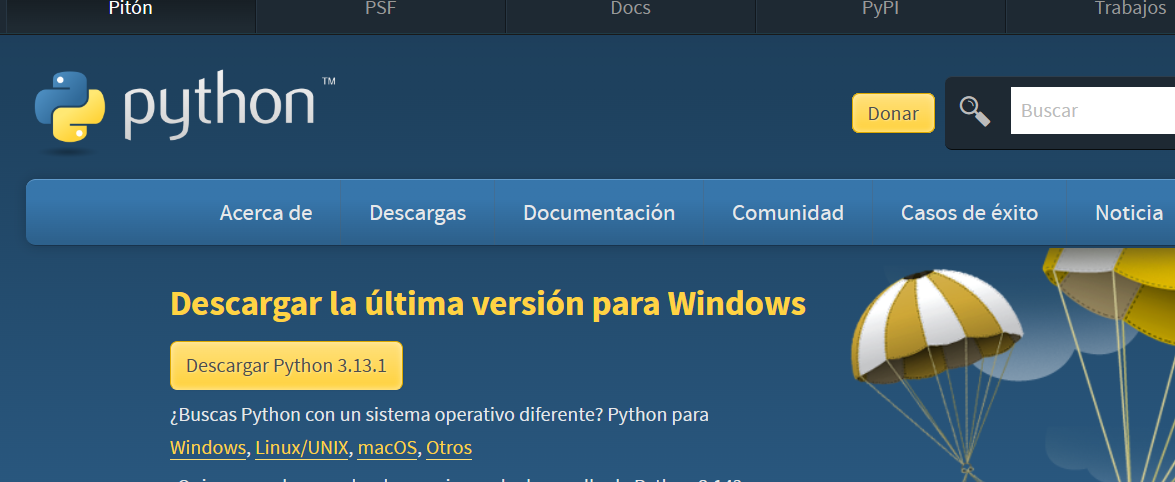 Pitón PSF Docs PyPI Trabajos
python™
Donar
Buscar
Acerca de Descargas Documentación Comunidad Casos de éxito Noticia
Descargar la última versión para Windows
Descargar Python 3.13.1
¿Buscas Python con un sistema operativo diferente? Python para
Windows, Linux/UNIX, macOS, Otros